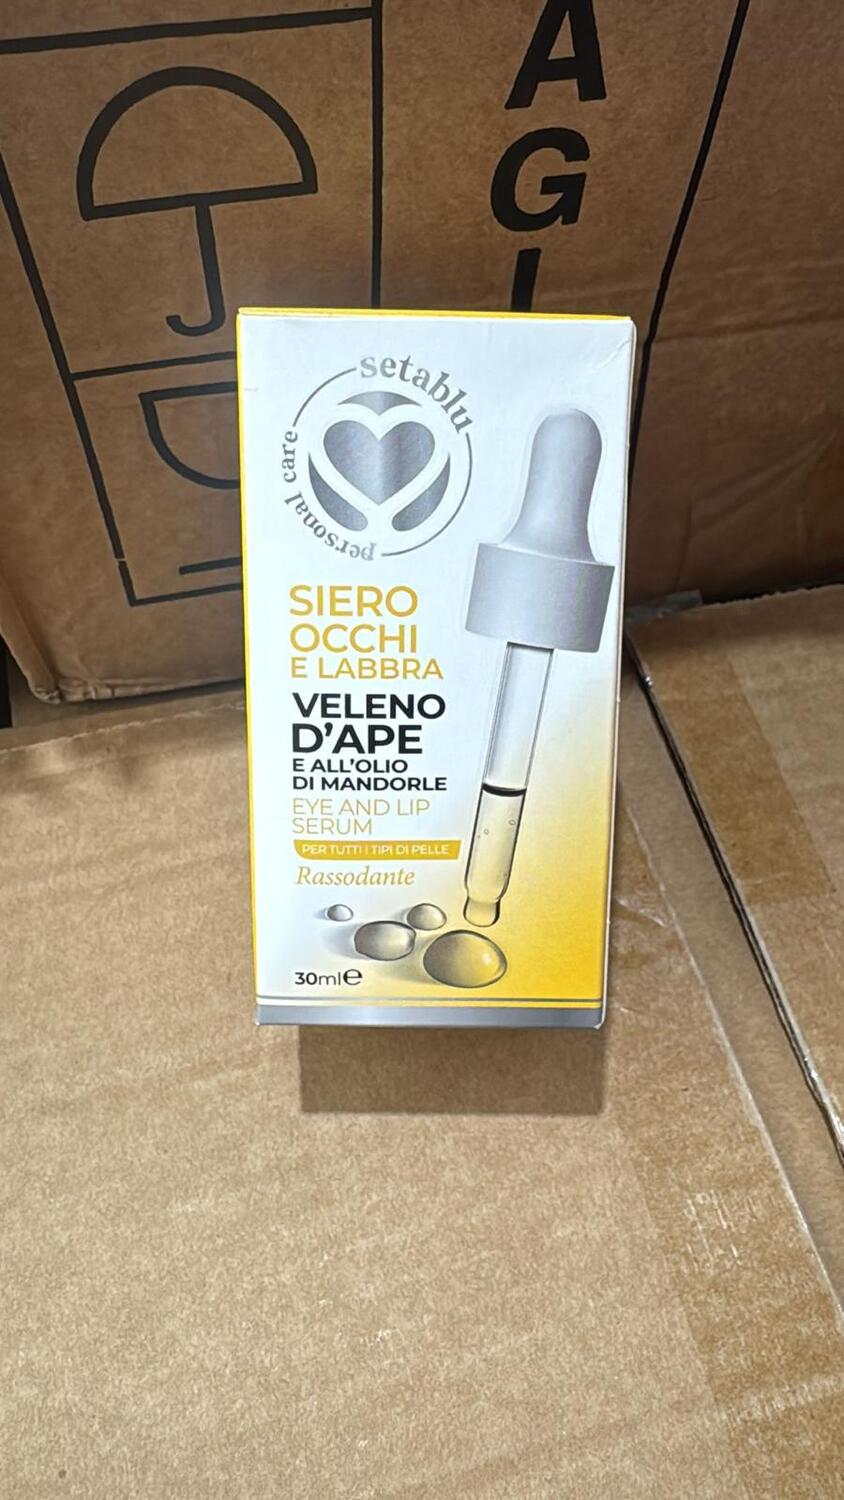 AGI
setablu
personal care
SIERO
OCCHI
E LABBRA
VELENO
D'APE
E ALL'OLIO
DI MANDORLE
EYE AND LIP
SERUM
PER TUTTI I TIPI DI PELLE
Rassodante
30ml℮